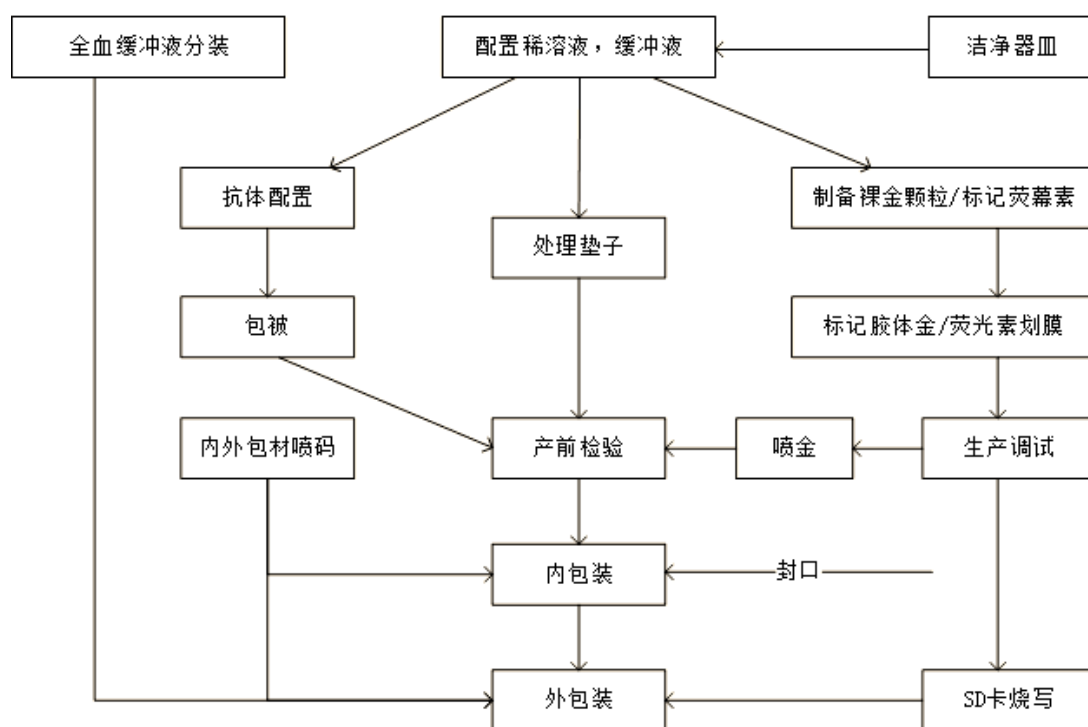 全血缓冲液分装
配置稀溶液，缓冲液
洁净器皿
抗体配置
制备裸金颗粒/标记荧幕素
处理垫子
包被
标记胶体金/荧光素划膜
内外包材喷码
产前检验
喷金
生产调试
内包装
封口
外包装
SD卡烧写